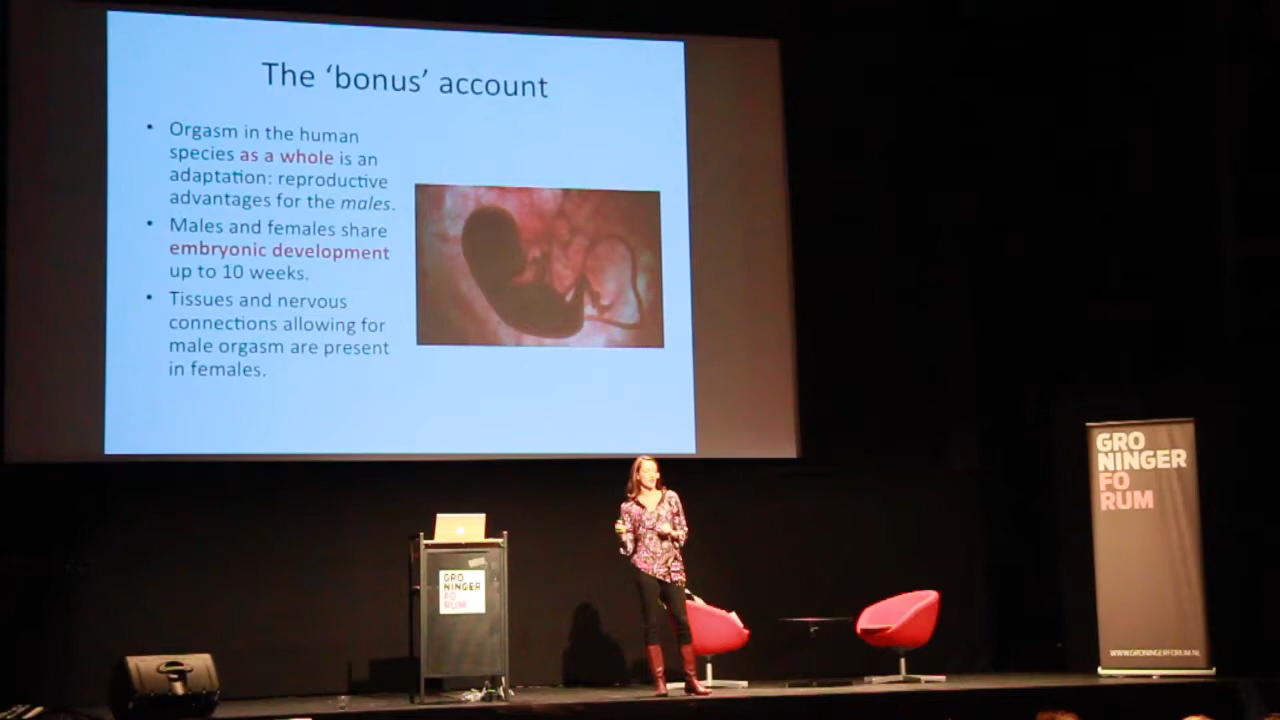 The ‘bonus’ account
• Orgasm in the human
species as a whole is an
adaptation: reproductive
advantages for the males.
• Males and females share
embryonic development
up to 10 weeks.
• Tissues and nervous
connections allowing for
male orgasm are present
in females.
GRO
NINGER
FO
RUM
GRO
NINGER
FO
RUM
WWW.GRONINGERFORUM.NL